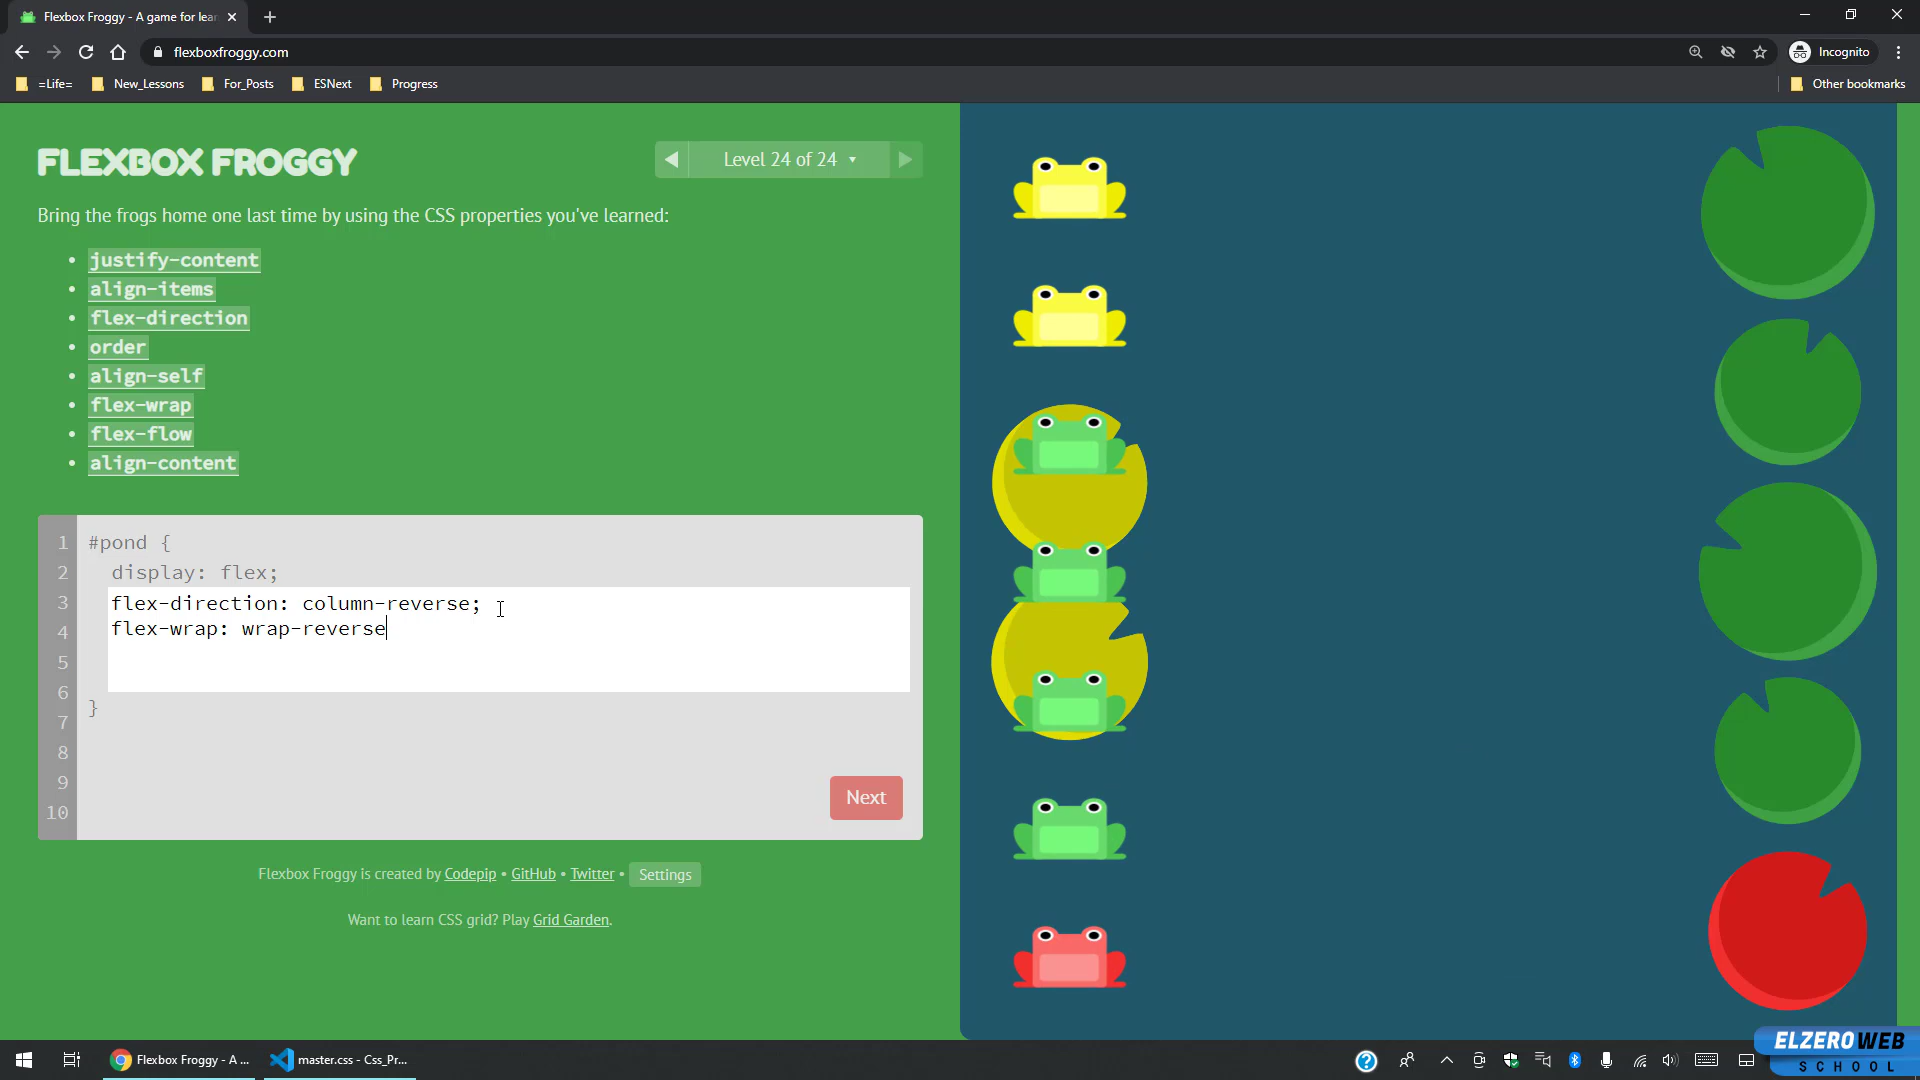 Flexbox Froggy - A game for lear
flexboxfroggy.com
Incognito
=Life=
New_Lessons
For_Posts
ESNext
Progress
Other bookmarks
FLEXBOX FROGGY
Level 24 of 24
Bring the frogs home one last time by using the CSS properties you've learned:
justify-content
align-items
flex-direction
order
align-self
flex-wrap
flex-flow
align-content
1 #pond {
2 display: flex;
3 flex-direction: column-reverse;
4 flex-wrap: wrap-reverse
5
6
7 }
8
9
10
Next
Flexbox Froggy is created by Codepip • GitHub • Twitter • Settings
Want to learn CSS grid? Play Grid Garden.
Flexbox Froggy - A ...
master.css - Css_Pr...
ELZEROWEB
SCHOOL